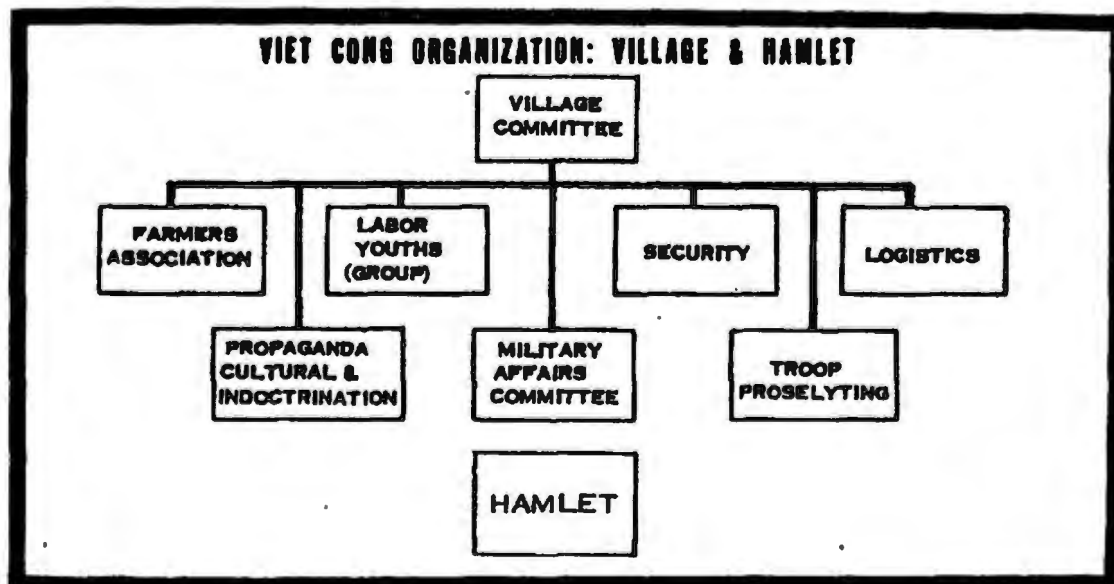 VIET CONG ORGANIZATION: VILLAGE & HAMLET
VILLAGE
COMMITTEE
FARMERS
ASSOCIATION
LABOR
YOUTHS
(GROUP)
SECURITY
LOGISTICS
PROPAGANDA
CULTURAL &
INDOCTRINATION
MILITARY
AFFAIRS
COMMITTEE
TROOP
PROSELYTING
HAMLET